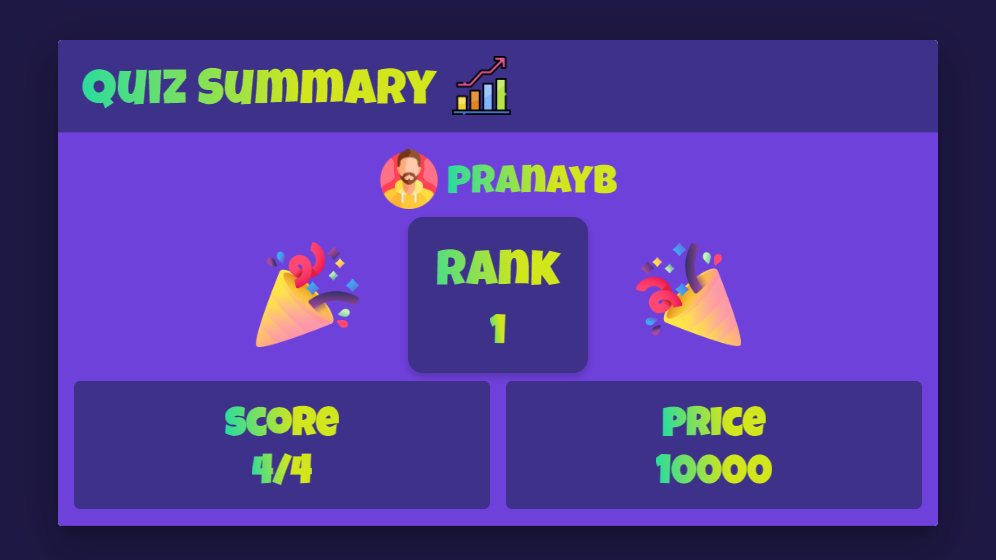 QUIZ SUMMARY
PRANAYB
RANK
1
SCORE
4/4
PRICE
10000